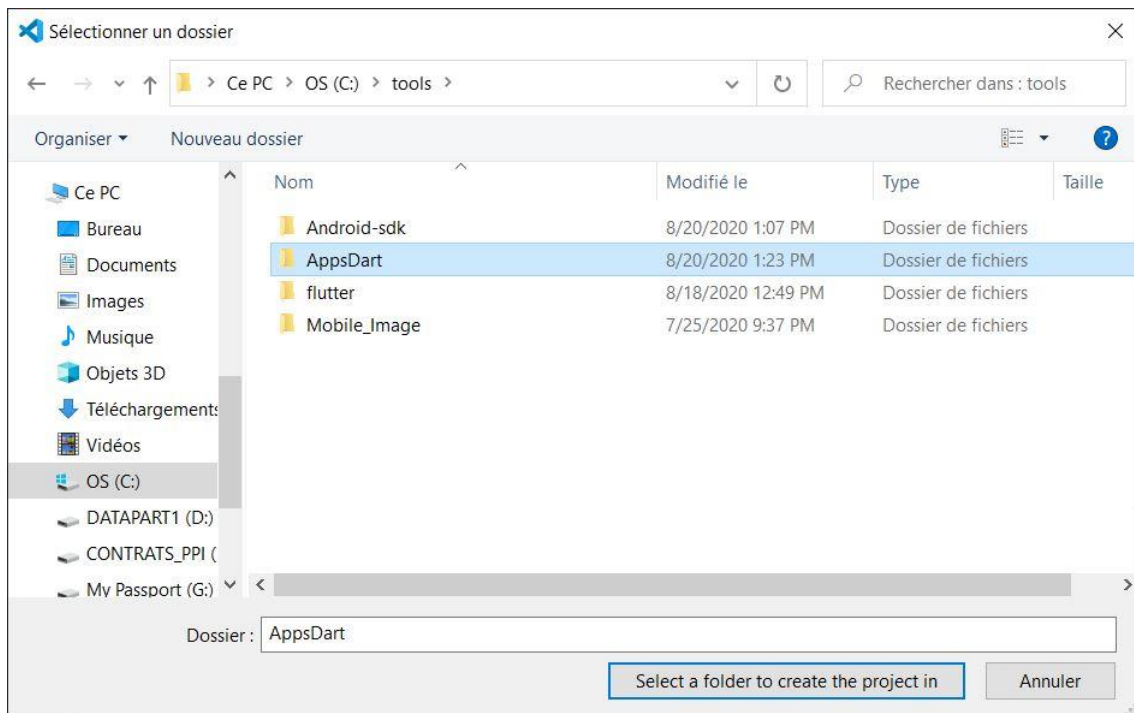 Sélectionner un dossier
Ce PC > OS (C:) > tools >
Rechercher dans : tools
Organiser
Nouveau dossier
Ce PC
Bureau
Documents
Images
Musique
Objets 3D
Téléchargements
Vidéos
OS (C:)
DATAPART1 (D:)
CONTRATS_PPI (
My Passport (G:)
Nom Modifié le Type Taille
Android-sdk 8/20/2020 1:07 PM Dossier de fichiers
AppsDart 8/20/2020 1:23 PM Dossier de fichiers
flutter 8/18/2020 12:49 PM Dossier de fichiers
Mobile_Image 7/25/2020 9:37 PM Dossier de fichiers
Dossier : AppsDart
Select a folder to create the project in
Annuler